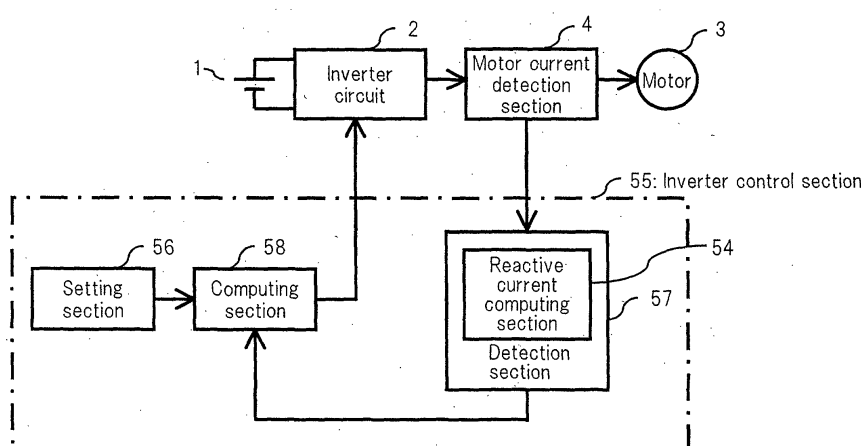 1
2
Inverter
circuit
4
Motor current
detection
section
3
Motor
55: Inverter control section
56
Setting
section
58
Computing
section
Reactive
current
computing
section
Detection
section
54
57